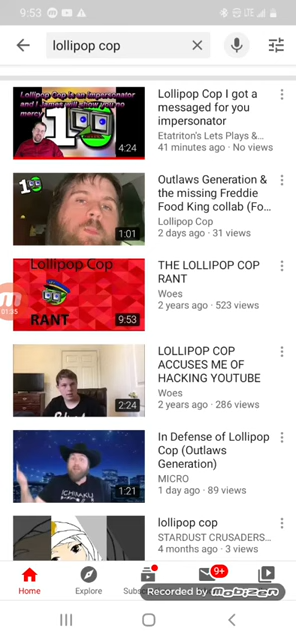 9:53
lollipop cop
Lollipop Cop is an impersonator
and I James will show you no
mercy
4:24
Lollipop Cop I got a
messaged for you
impersonator
Etatriton's Lets Plays &...
41 minutes ago · No views
1:01
Outlaws Generation &
the missing Freddie
Food King collab (Fo...
Lollipop Cop
2 days ago · 31 views
Lollipop Cop
RANT
9:53
THE LOLLIPOP COP
RANT
Woes
2 years ago · 523 views
01:35
2:24
LOLLIPOP COP
ACCUSES ME OF
HACKING YOUTUBE
Woes
2 years ago · 286 views
ICHIRAKU
1:21
In Defense of Lollipop
Cop (Outlaws
Generation)
MICRO
1 day ago · 89 views
lollipop cop
STARDUST CRUSADERS...
4 months ago · 3 views
Home
Explore
Subs
9+
Recorded by mobizen